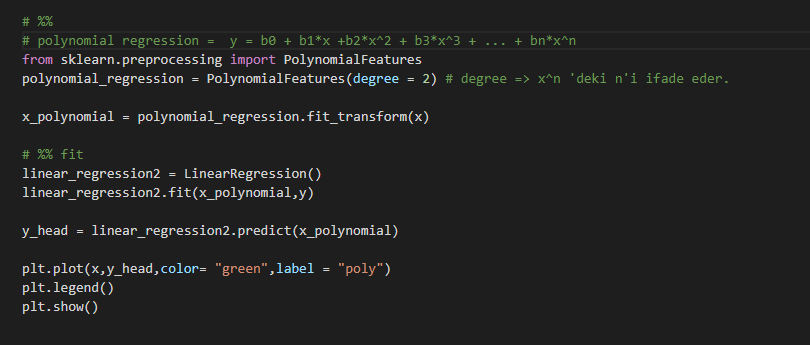 # %%
# polynomial regression =  y = b0 + b1*x +b2*x^2 + b3*x^3 + ... + bn*x^n
from sklearn.preprocessing import PolynomialFeatures
polynomial_regression = PolynomialFeatures(degree = 2) # degree => x^n 'deki n'i ifade eder.
x_polynomial = polynomial_regression.fit_transform(x)
# %% fit
linear_regression2 = LinearRegression()
linear_regression2.fit(x_polynomial,y)
y_head = linear_regression2.predict(x_polynomial)
plt.plot(x,y_head,color= "green",label = "poly")
plt.legend()
plt.show()